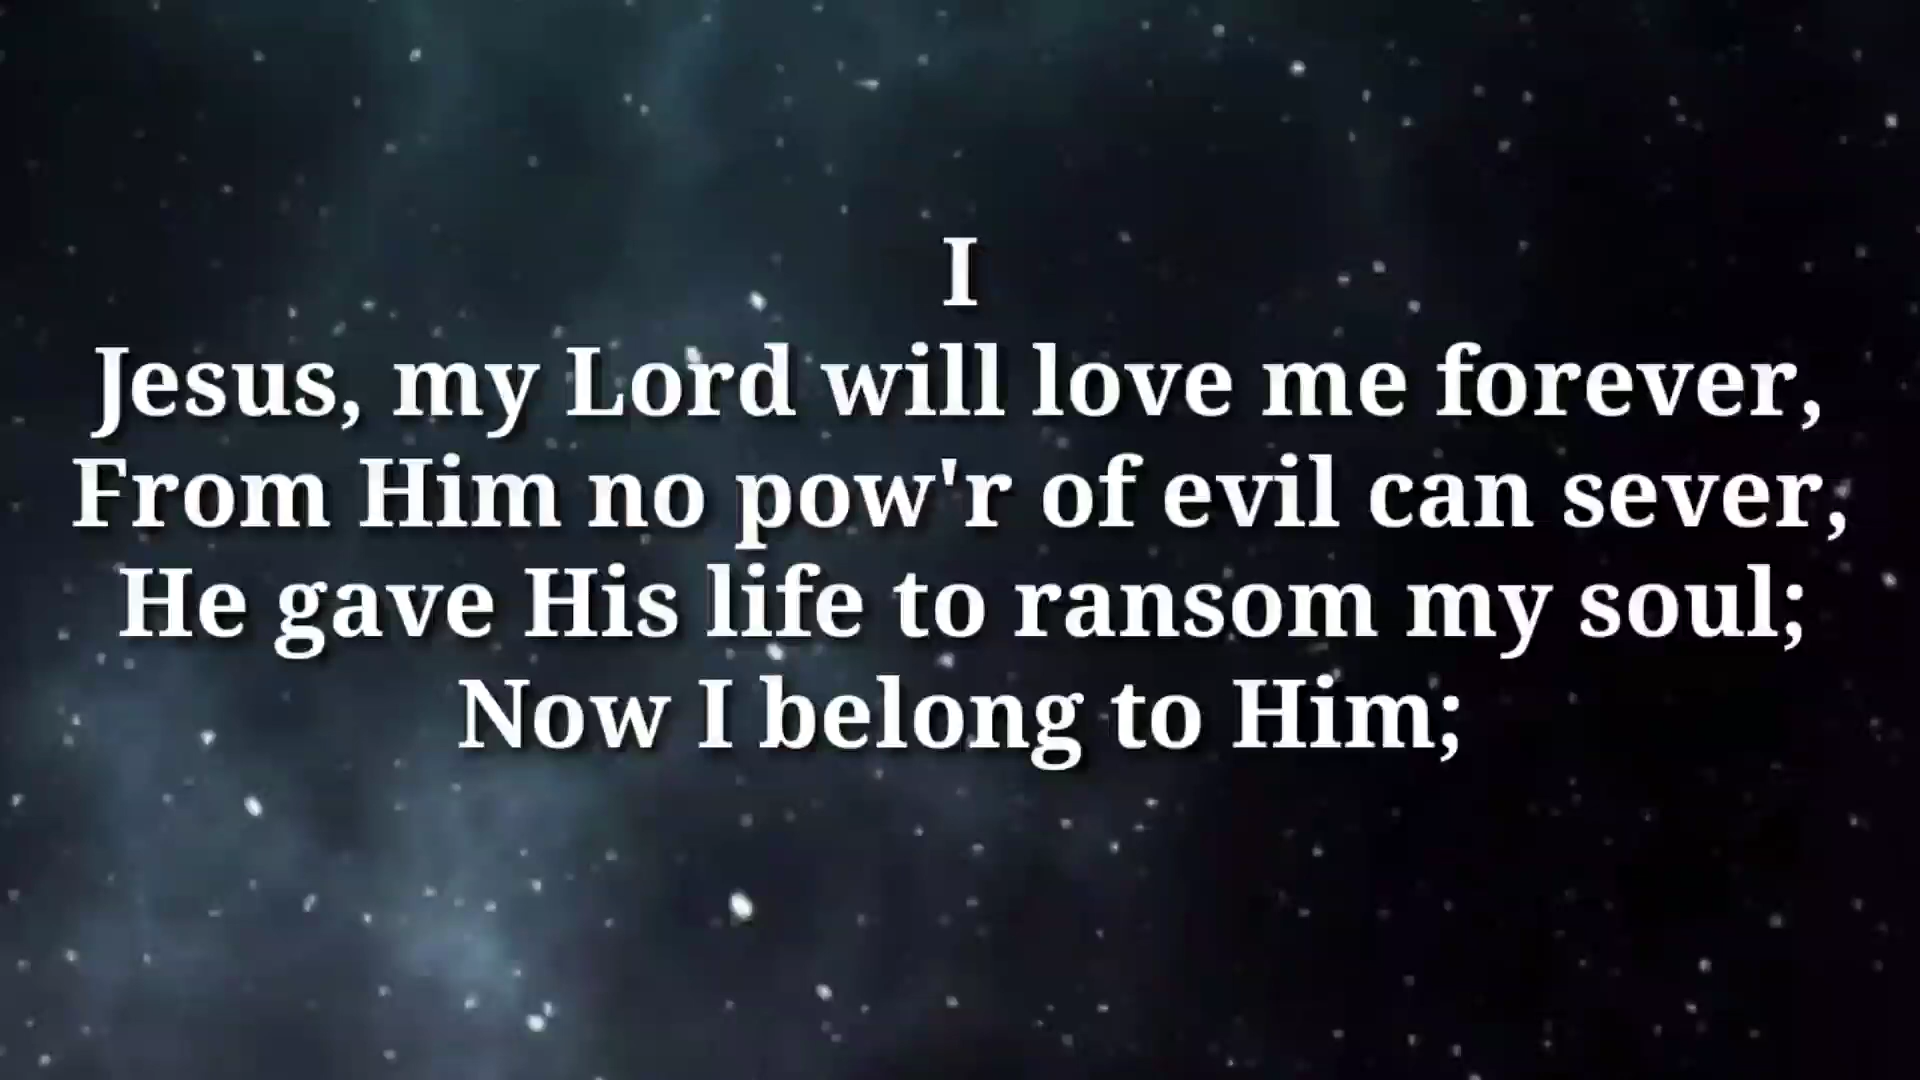 I
Jesus, my Lord will love me forever,
From Him no pow'r of evil can sever,
He gave His life to ransom my soul;
Now I belong to Him;